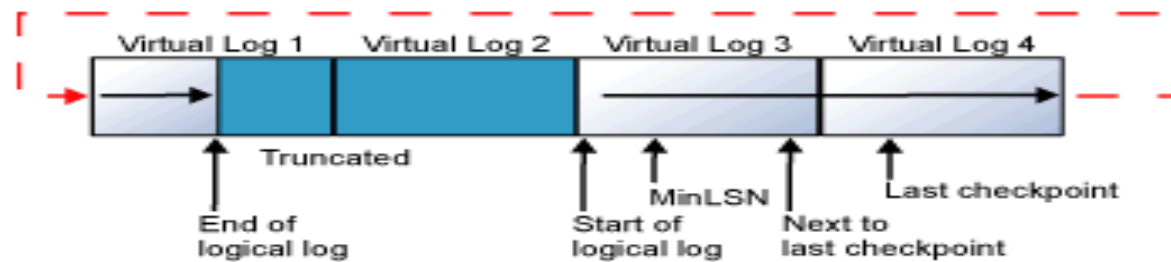 Virtual Log 1 Virtual Log 2 Virtual Log 3 Virtual Log 4
Truncated
MinLSN
Last checkpoint
End of
logical log
Start of
logical log
Next to
last checkpoint